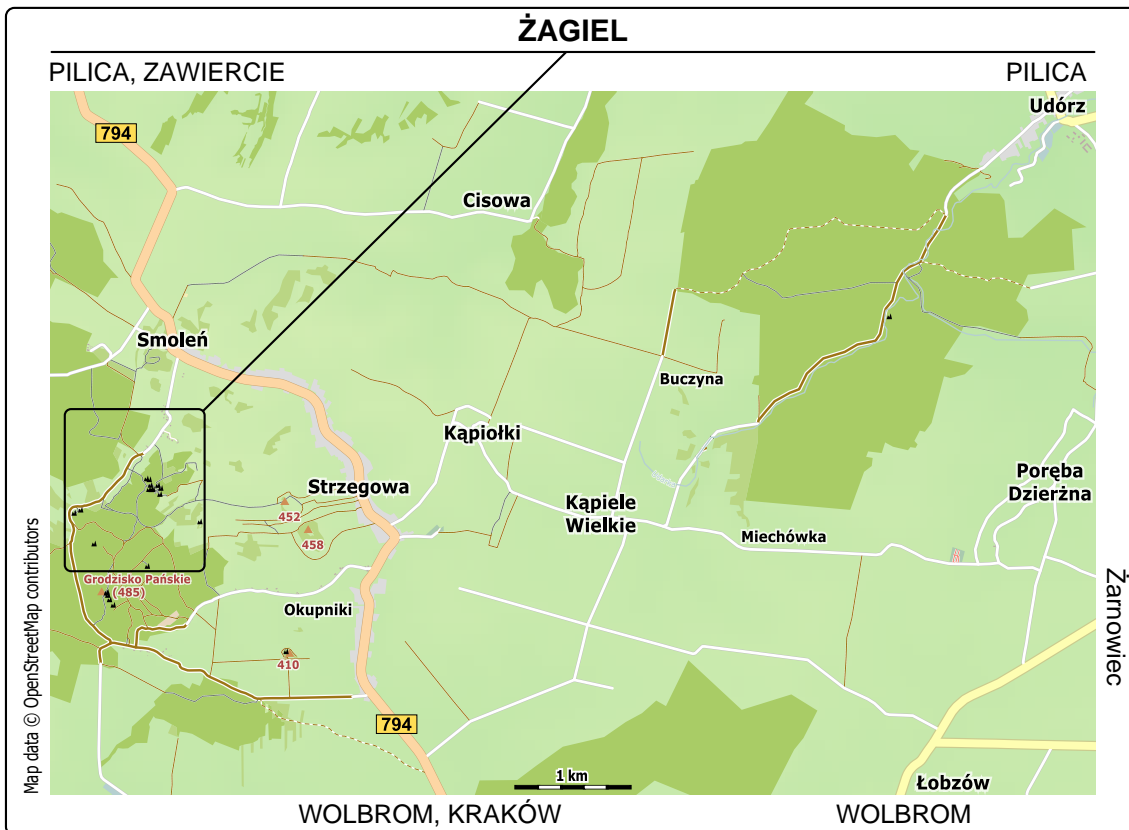 ŻAGIEL
PILICA, ZAWIERCIE
PILICA
Udórz
794
Cisowa
Smoleń
Buczyna
Kąpiołki
Strzegowa
Poręba
Dzierżna
452
Kąpiele
Wielkie
458
Miechówka
Grodzisko Pańskie
(485)
Okupniki
410
Żarnowiec
794
1 km
Łobzów
Map data © OpenStreetMap contributors
WOLBROM, KRAKÓW
WOLBROM